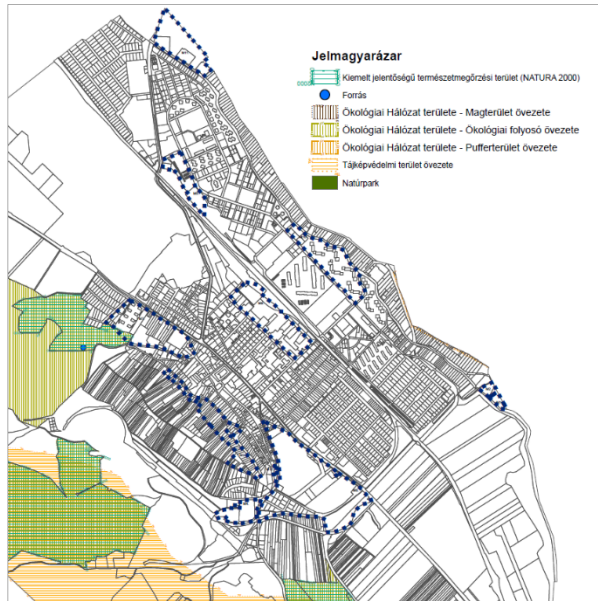 Jelmagyarázar
Kiemelt jelentőségű természetmegőrzési terület (NATURA 2000)
Forrás
Ökológiai Hálózat területe - Magterület övezete
Ökológiai Hálózat területe - Ökológiai folyosó övezete
Ökológiai Hálózat területe - Pufferterület övezete
Tájképvédelmi terület övezete
Natúrpark